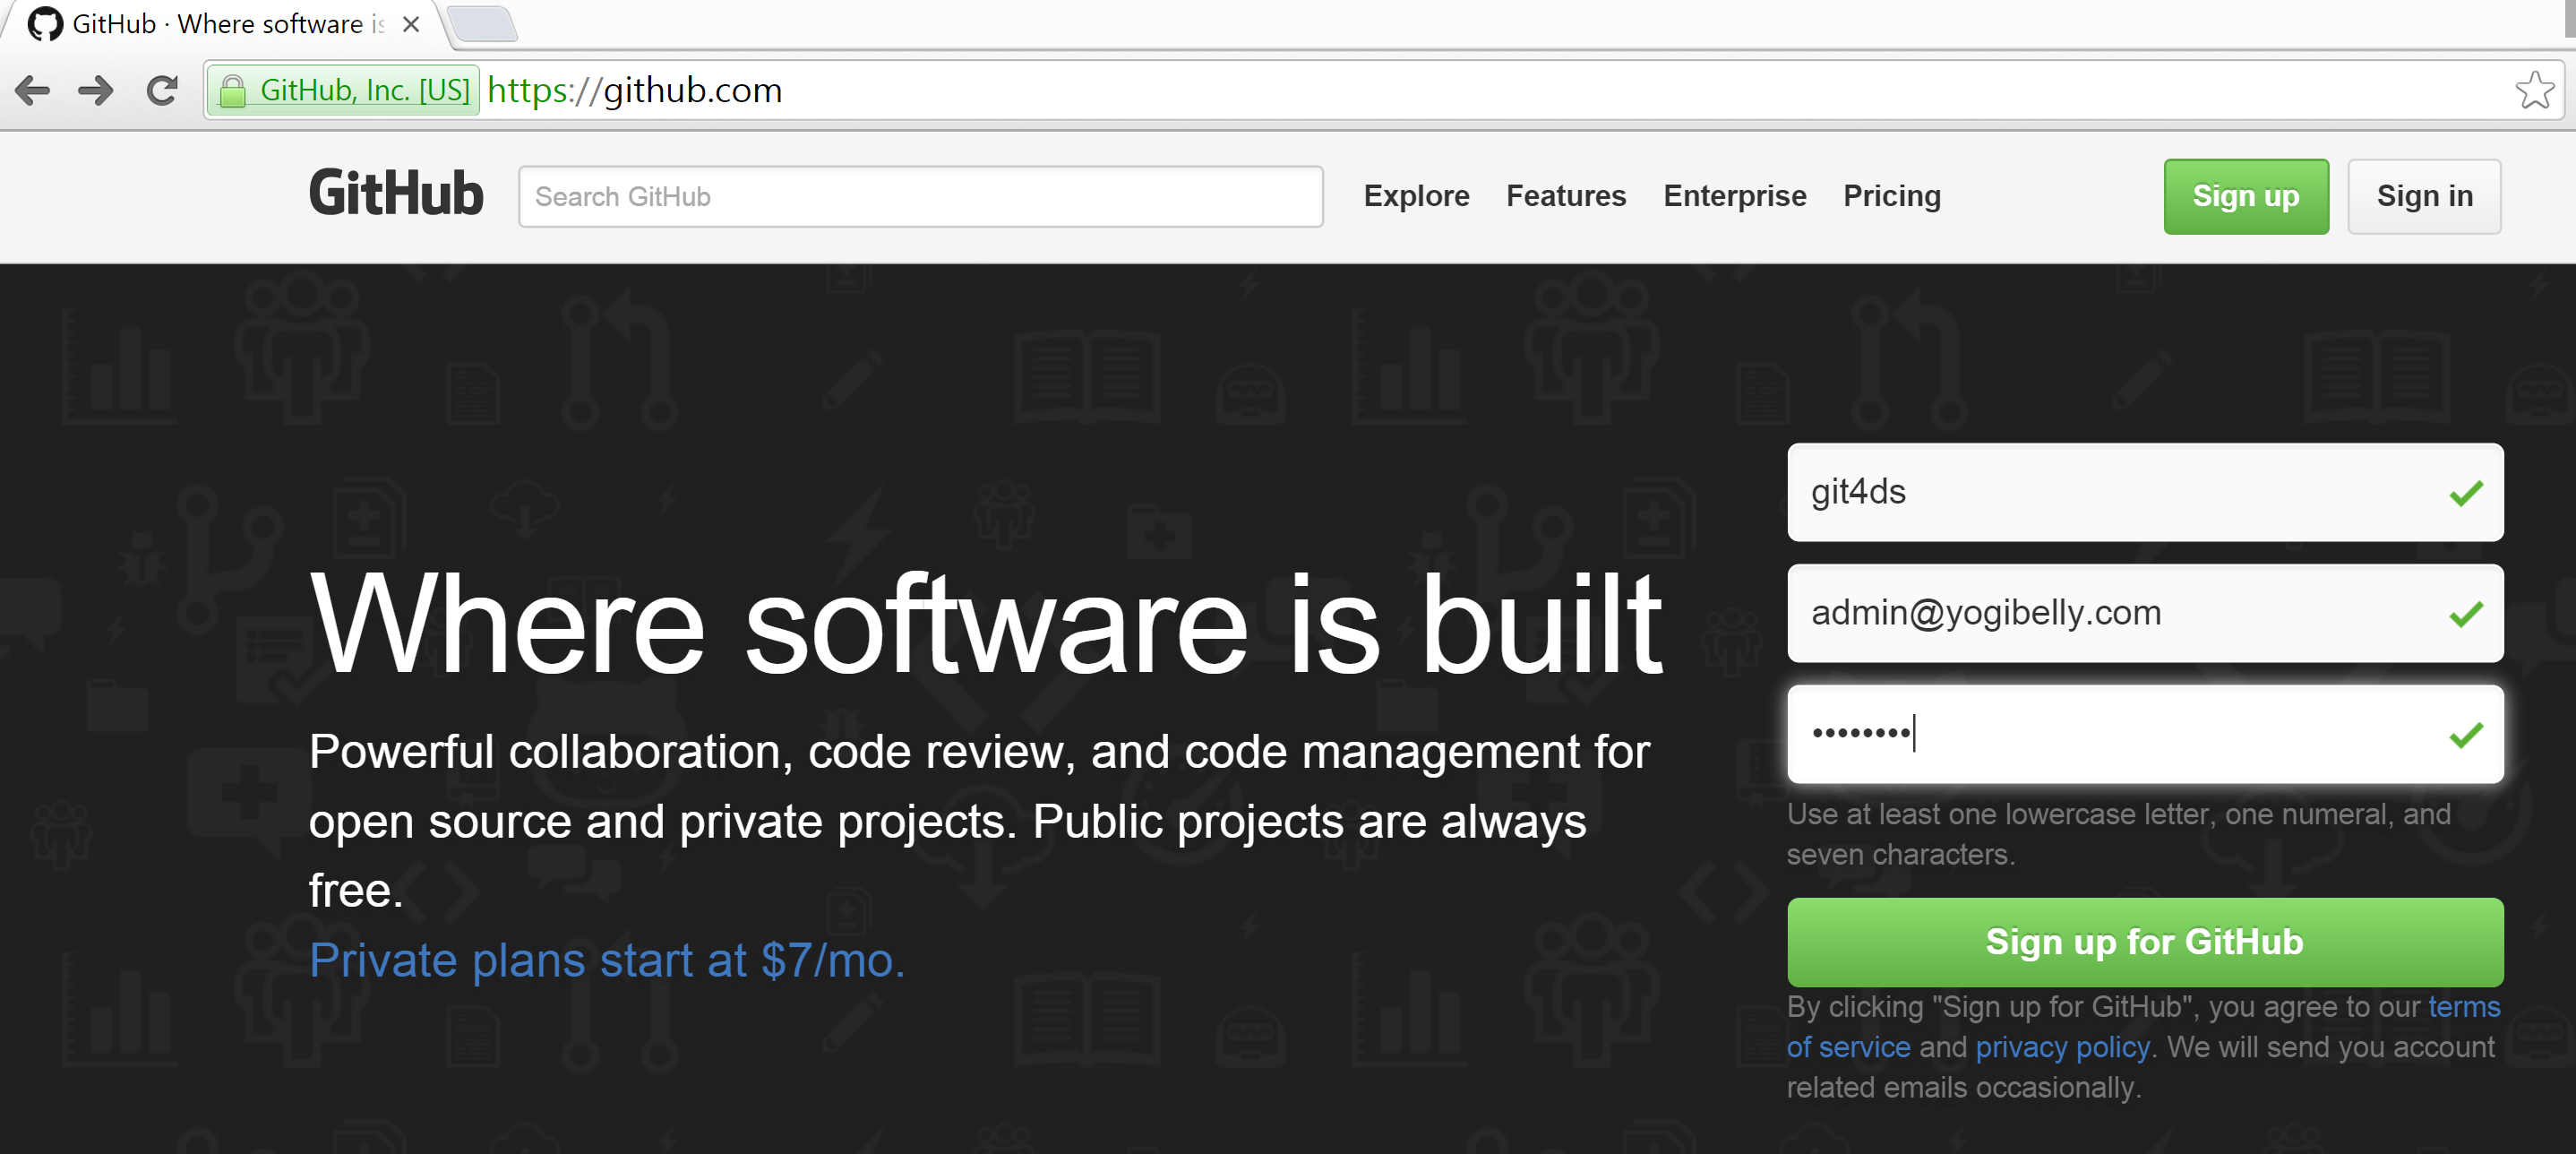 GitHub · Where software is
GitHub, Inc. [US] https://github.com
GitHub Search GitHub Explore Features Enterprise Pricing Sign up Sign in
git4ds
admin@yogibelly.com
••••••••
Where software is built
Powerful collaboration, code review, and code management for
open source and private projects. Public projects are always
free.
Private plans start at $7/mo.
Use at least one lowercase letter, one numeral, and
seven characters.
Sign up for GitHub
By clicking "Sign up for GitHub", you agree to our terms
of service and privacy policy. We will send you account
related emails occasionally.